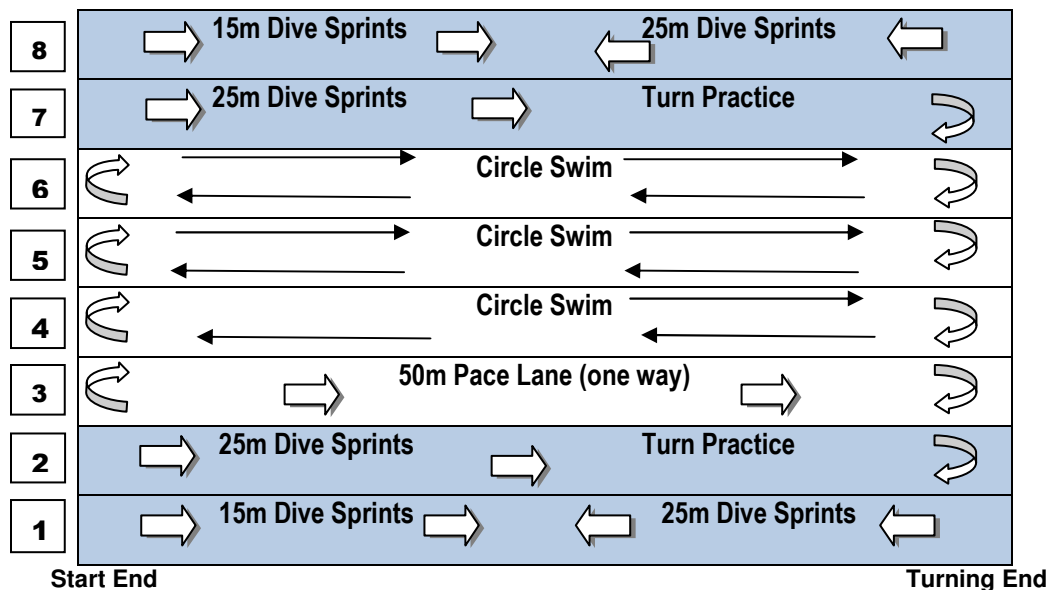 8 15m Dive Sprints 25m Dive Sprints
7 25m Dive Sprints Turn Practice
6 Circle Swim
5 Circle Swim
4 Circle Swim
3 50m Pace Lane (one way)
2 25m Dive Sprints Turn Practice
1 15m Dive Sprints 25m Dive Sprints
Start End Turning End